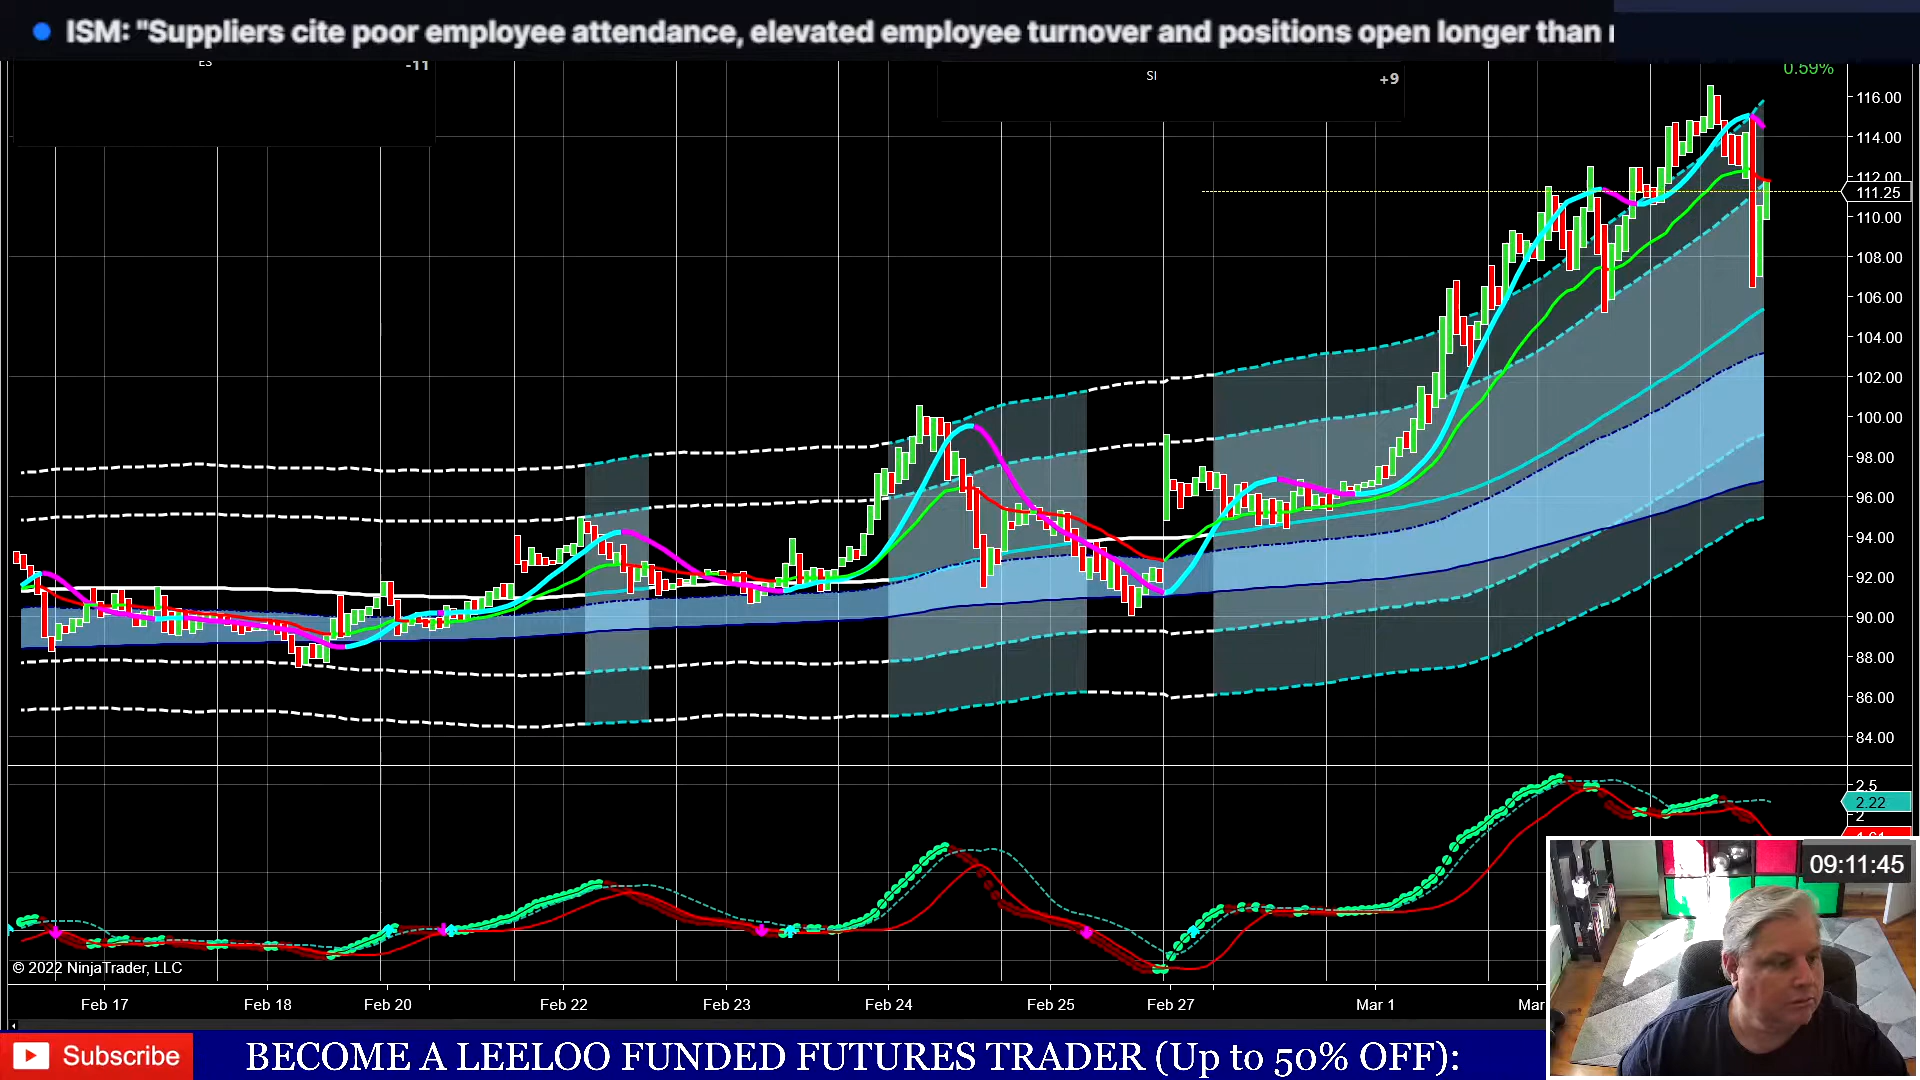 ISM: "Suppliers cite poor employee attendance, elevated employee turnover and positions open longer than
ES
-11
SI
+9
0.59%
116.00
114.00
112.00
111.25
110.00
108.00
106.00
104.00
102.00
100.00
98.00
96.00
94.00
92.00
90.00
88.00
86.00
84.00
2.5
2.22
2
1.61
09:11:45
© 2022 NinjaTrader, LLC
Feb 17
Feb 18
Feb 20
Feb 22
Feb 23
Feb 24
Feb 25
Feb 27
Mar 1
Mar
Subscribe
BECOME A LEELOO FUNDED FUTURES TRADER (Up to 50% OFF):